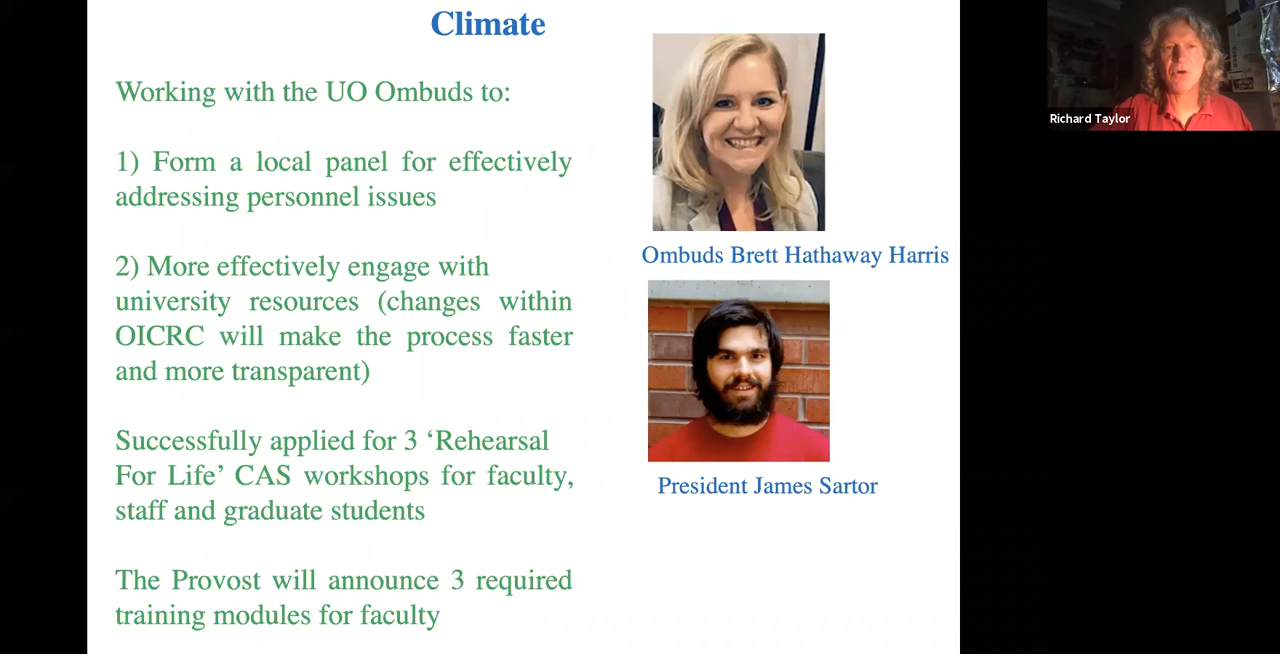 Climate
Working with the UO Ombuds to:
1) Form a local panel for effectively
addressing personnel issues
2) More effectively engage with
university resources (changes within
OICRC will make the process faster
and more transparent)
Successfully applied for 3 ‘Rehearsal
For Life’ CAS workshops for faculty,
staff and graduate students
The Provost will announce 3 required
training modules for faculty
Ombuds Brett Hathaway Harris
President James Sartor
Richard Taylor